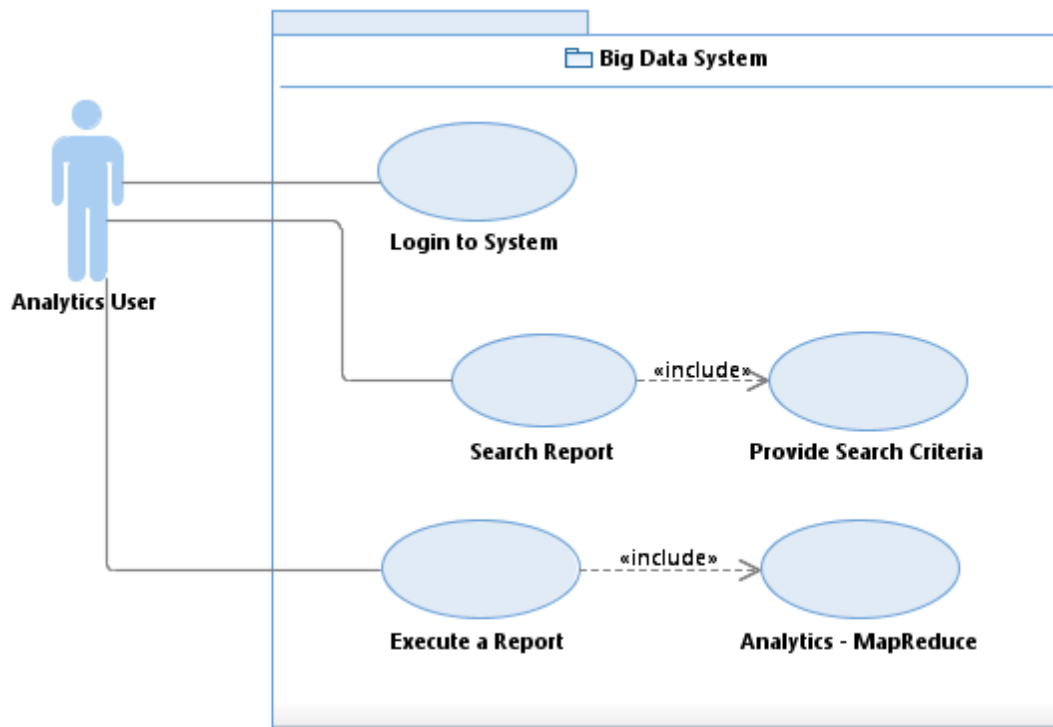 Big Data System
Login to System
Analytics User
«include»
Search Report
Provide Search Criteria
«include»
Execute a Report
Analytics - MapReduce